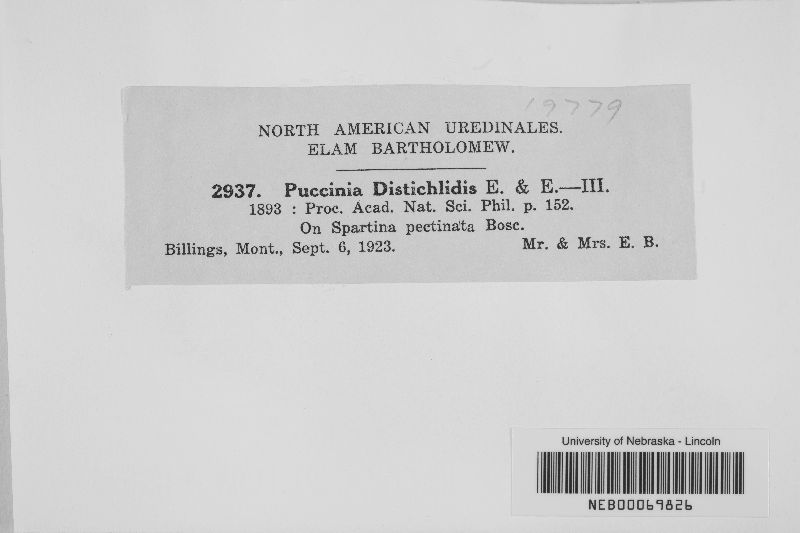 19779
NORTH AMERICAN UREDINALES.
ELAM BARTHOLOMEW.
2937. Puccinia Distichlidis E. & E.—III.
1893 : Proc. Acad. Nat. Sci. Phil. p. 152.
On Spartina pectinata Bosc.
Billings, Mont., Sept. 6, 1923. Mr. & Mrs. E. B.
University of Nebraska - Lincoln
NEB00069826